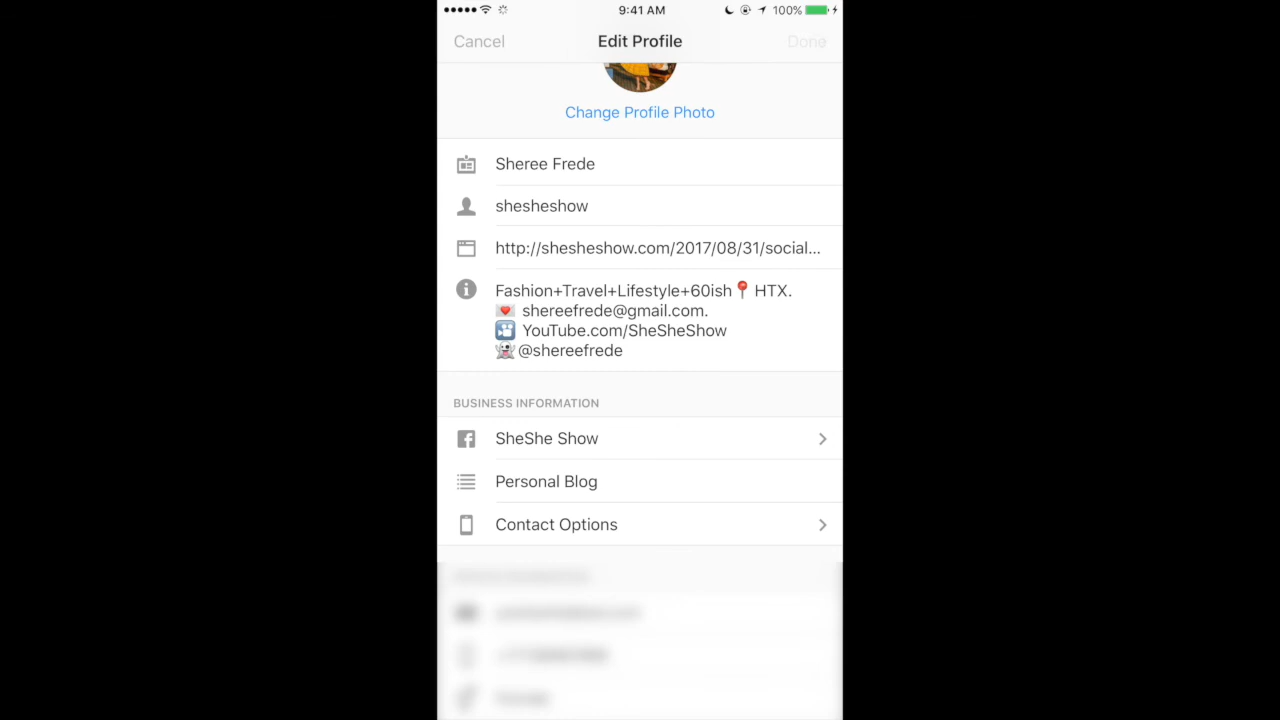 9:41 AM 100%
Cancel Edit Profile Done
Change Profile Photo
Sheree Frede
shesheshow
http://shesheshow.com/2017/08/31/social...
Fashion+Travel+Lifestyle+60ish📍 HTX.
💌 shereefrede@gmail.com.
🎦 YouTube.com/SheSheShow
👻@shereefrede
BUSINESS INFORMATION
SheShe Show
Personal Blog
Contact Options